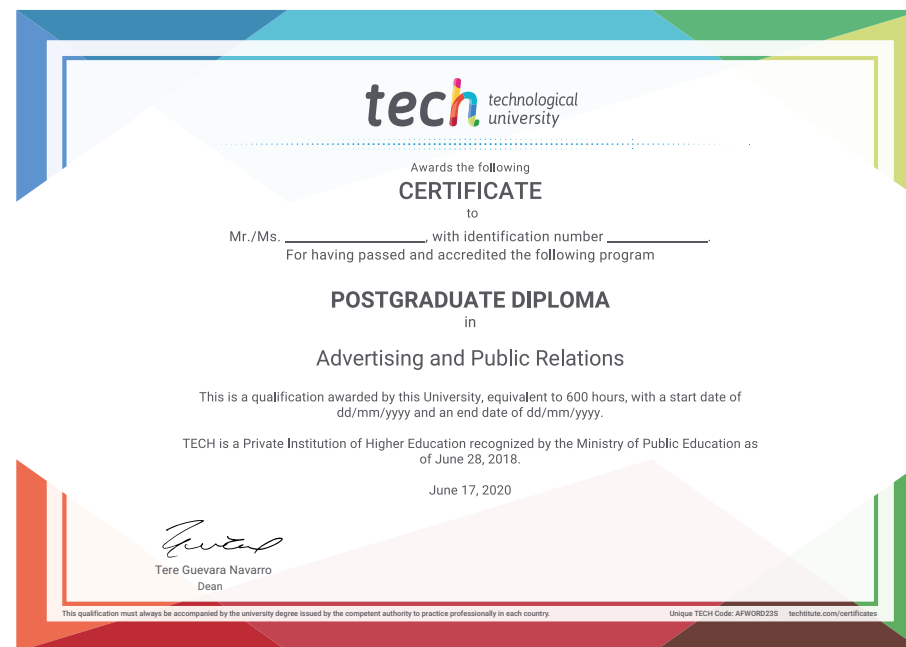 tech technological
university
Awards the following
CERTIFICATE
to
Mr./Ms. ____________________, with identification number ______________.
For having passed and accredited the following program
POSTGRADUATE DIPLOMA
in
Advertising and Public Relations
This is a qualification awarded by this University, equivalent to 600 hours, with a start date of
dd/mm/yyyy and an end date of dd/mm/yyyy.
TECH is a Private Institution of Higher Education recognized by the Ministry of Public Education as
of June 28, 2018.
June 17, 2020
Tere Guevara Navarro
Dean
This qualification must always be accompanied by the university degree issued by the competent authority to practice professionally in each country.
Unique TECH Code: AFWORD23S techtitute.com/certificates